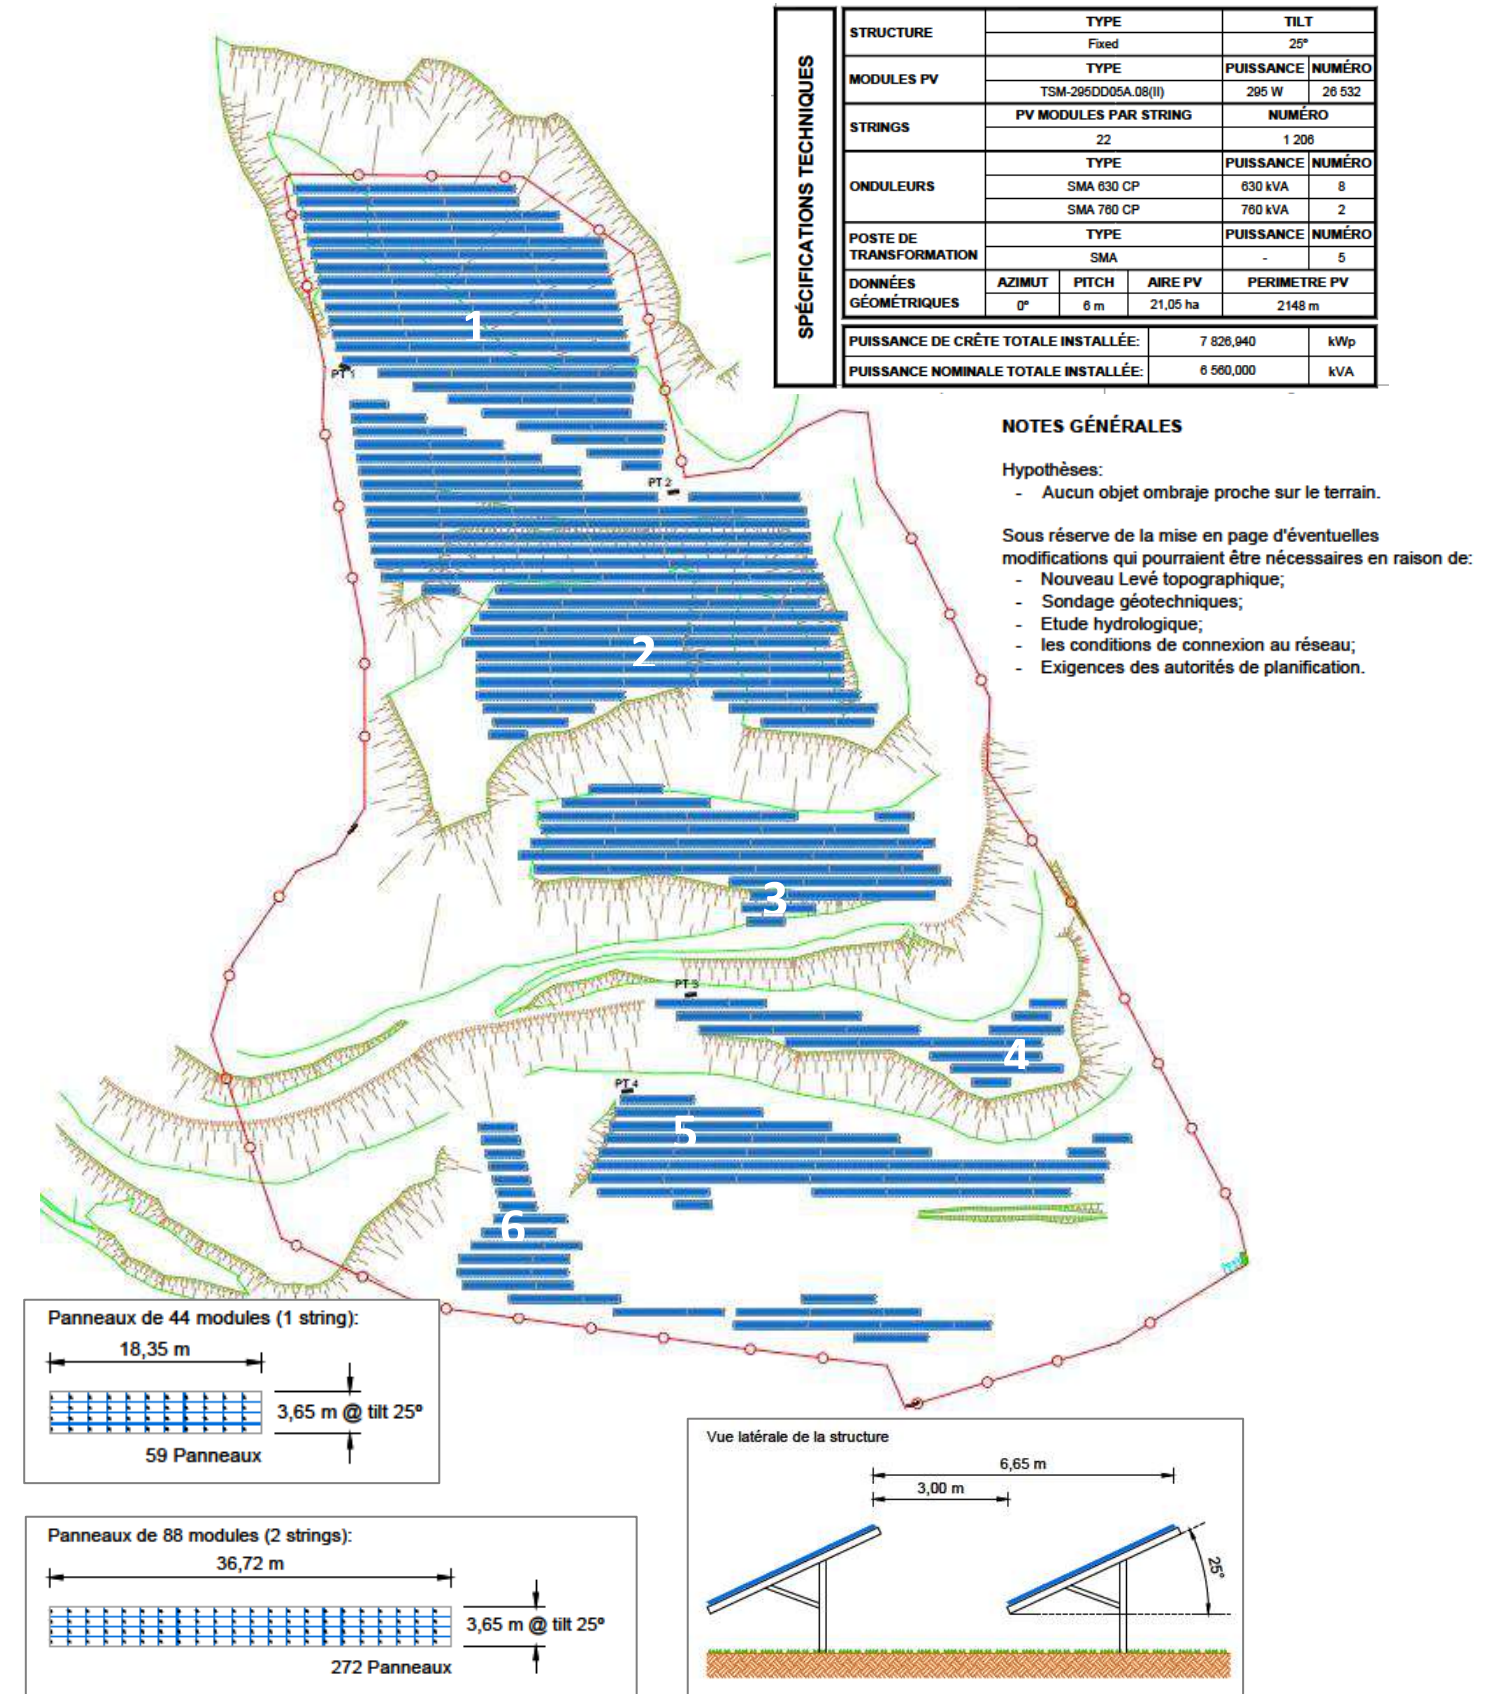 SPÉCIFICATIONS TECHNIQUES
STRUCTURE
TYPE
TILT
Fixed
25°
MODULES PV
TYPE
PUISSANCE
NUMÉRO
TSM-295DD05A.08(II)
295 W
26 532
STRINGS
PV MODULES PAR STRING
NUMÉRO
22
1 206
ONDULEURS
TYPE
PUISSANCE
NUMÉRO
SMA 630 CP
630 kVA
8
SMA 760 CP
760 kVA
2
POSTE DE
TRANSFORMATION
TYPE
PUISSANCE
NUMÉRO
SMA
-
5
DONNÉES
GÉOMÉTRIQUES
AZIMUT
PITCH
AIRE PV
PERIMETRE PV
0°
6 m
21,05 ha
2148 m
PUISSANCE DE CRÊTE TOTALE INSTALLÉE:
7 826,940
kWp
PUISSANCE NOMINALE TOTALE INSTALLÉE:
6 560,000
kVA
NOTES GÉNÉRALES
Hypothèses:
- Aucun objet ombraje proche sur le terrain.
Sous réserve de la mise en page d'éventuelles
modifications qui pourraient être nécessaires en raison de:
- Nouveau Levé topographique;
- Sondage géotechniques;
- Etude hydrologique;
- les conditions de connexion au réseau;
- Exigences des autorités de planification.
1
PT 1
PT 2
2
3
PT 3
4
PT 4
5
6
Panneaux de 44 modules (1 string):
18,35 m
3,65 m @ tilt 25º
59 Panneaux
Panneaux de 88 modules (2 strings):
36,72 m
3,65 m @ tilt 25º
272 Panneaux
Vue latérale de la structure
6,65 m
3,00 m
25°